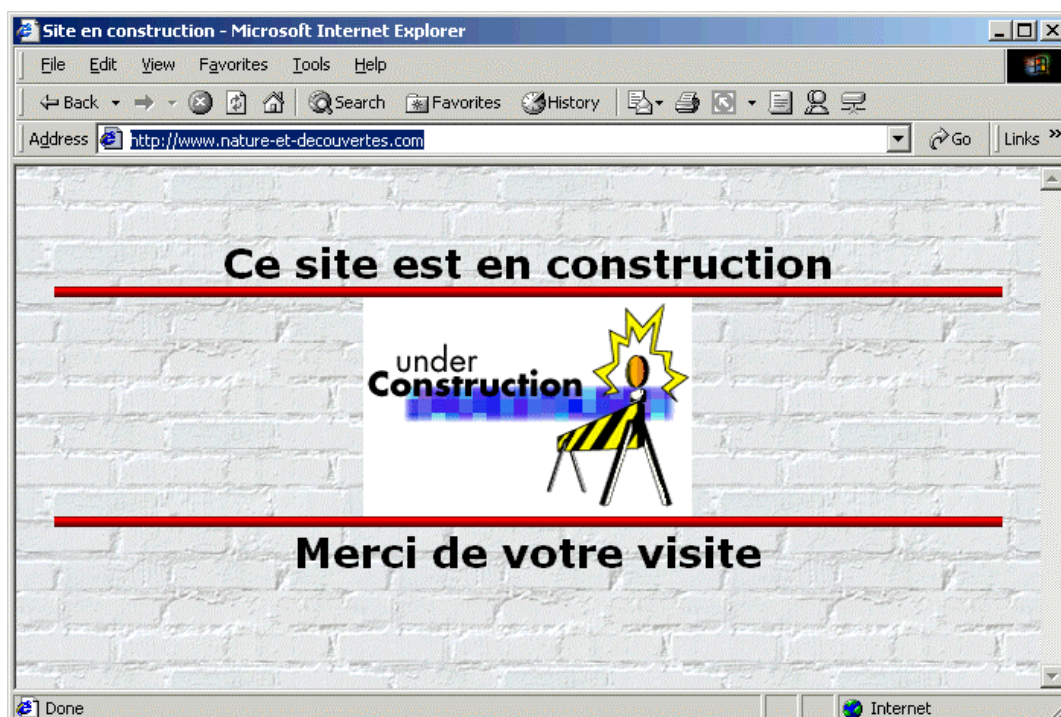 Site en construction - Microsoft Internet Explorer
File Edit View Favorites Tools Help
Back Search Favorites History
Address http://www.nature-et-decouvertes.com Go Links »
Ce site est en construction
under
Construction
Merci de votre visite
Done Internet